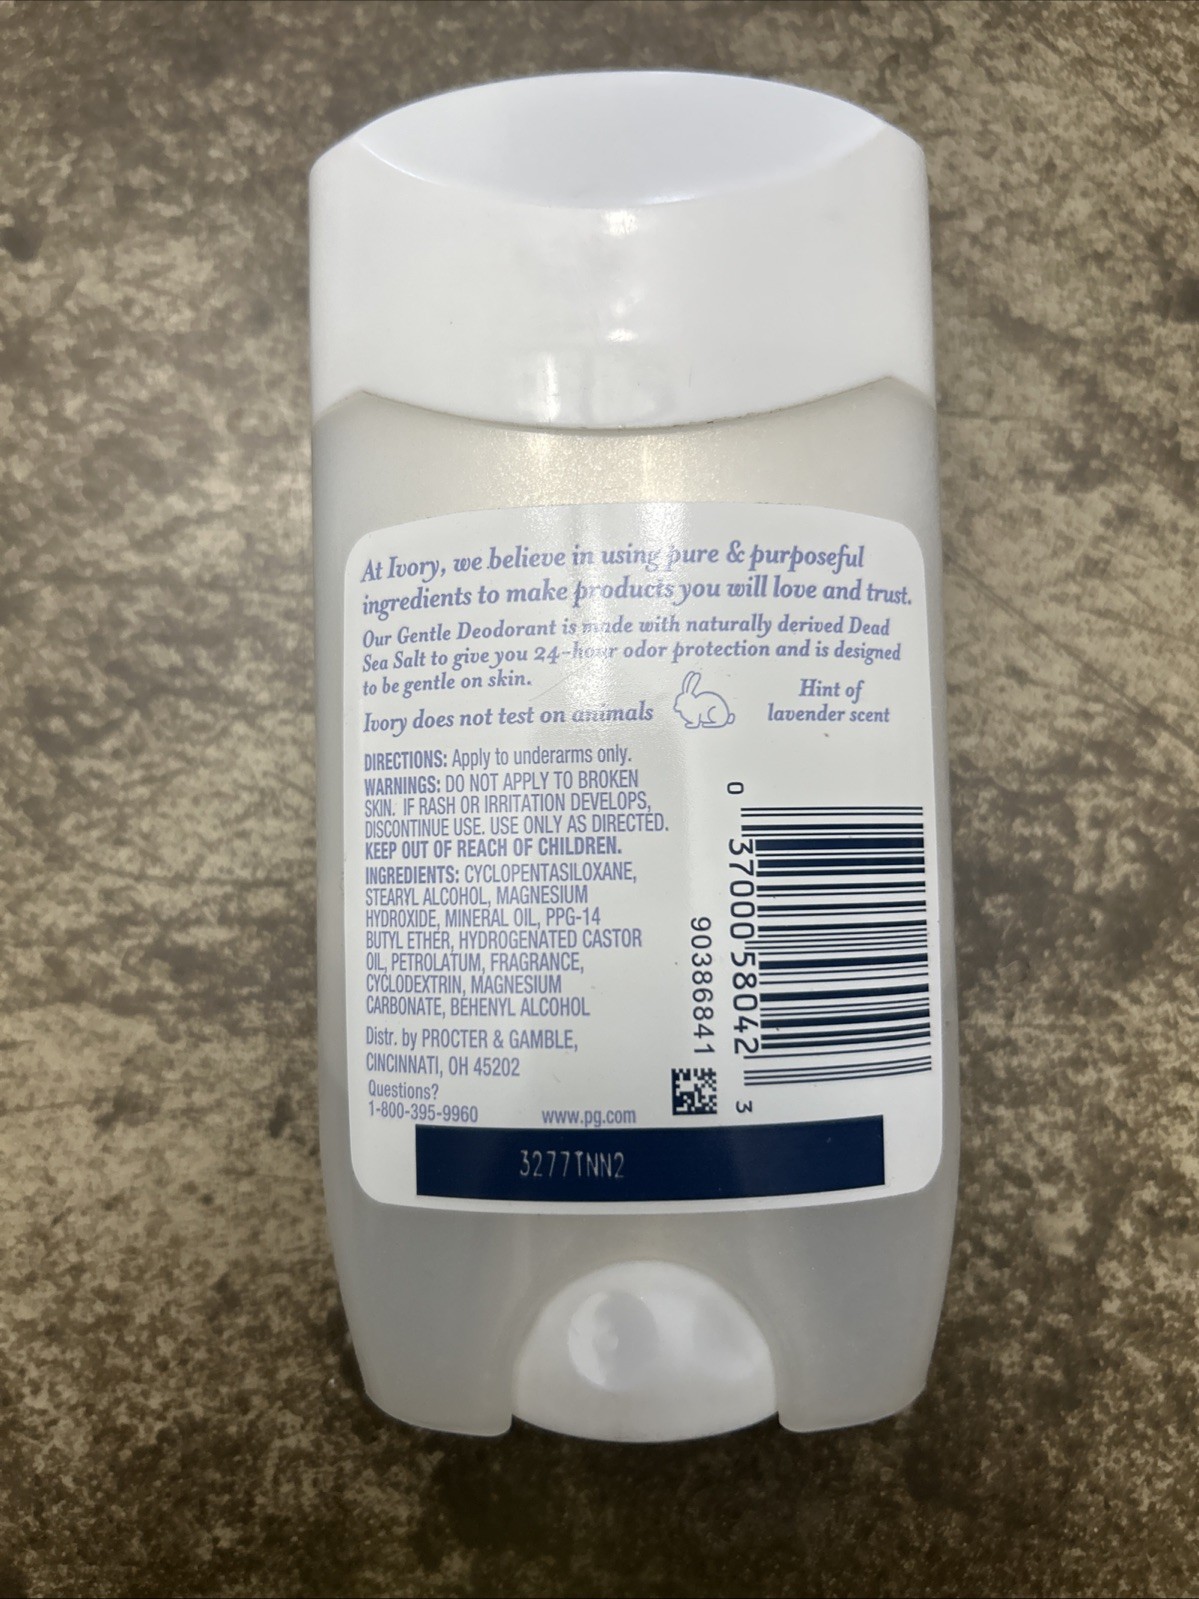 At Ivory, we believe in using pure & purposeful
ingredients to make products you will love and trust.
Our Gentle Deodorant is made with naturally derived Dead
Sea Salt to give you 24-hour odor protection and is designed
to be gentle on skin.
Ivory does not test on animals
Hint of
lavender scent
DIRECTIONS: Apply to underarms only.
WARNINGS: DO NOT APPLY TO BROKEN
SKIN. IF RASH OR IRRITATION DEVELOPS,
DISCONTINUE USE. USE ONLY AS DIRECTED.
KEEP OUT OF REACH OF CHILDREN.
INGREDIENTS: CYCLOPENTASILOXANE,
STEARYL ALCOHOL, MAGNESIUM
HYDROXIDE, MINERAL OIL, PPG-14
BUTYL ETHER, HYDROGENATED CASTOR
OIL, PETROLATUM, FRAGRANCE,
CYCLODEXTRIN, MAGNESIUM
CARBONATE, BEHENYL ALCOHOL
Distr. by PROCTER & GAMBLE,
CINCINNATI, OH 45202
Questions?
1-800-395-9960
www.pg.com
90386841
0 37000 58042 3
3277TNN2